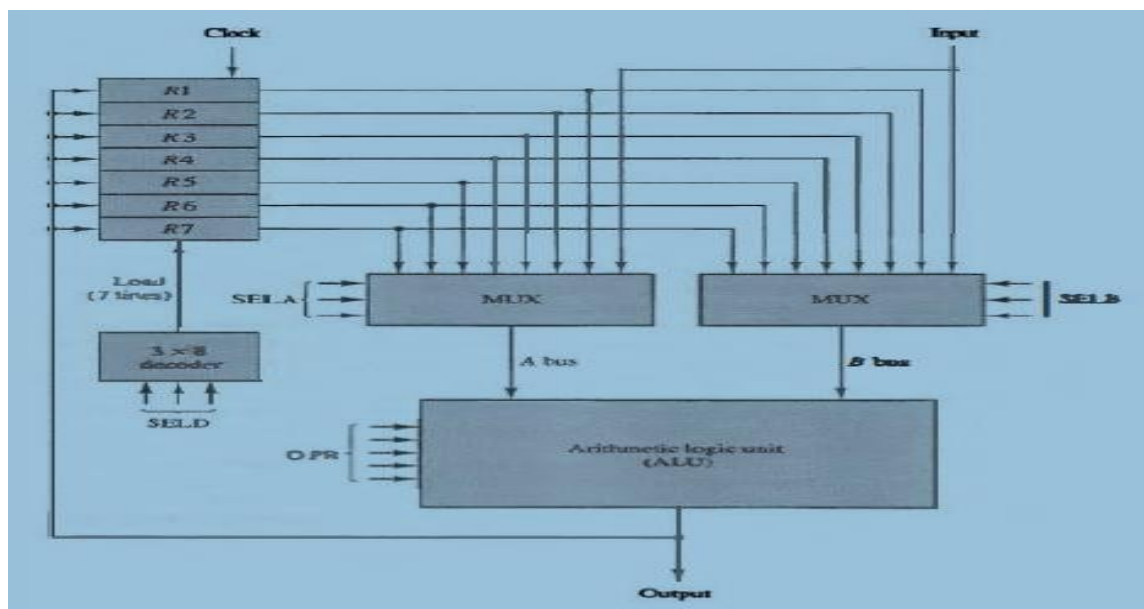 Clock
Input
R1
R2
R3
R4
R5
R6
R7
Load
(7 lines)
SELA {
MUX
MUX
} SELB
3 × 8
decoder
A bus
B bus
SELD
OPR {
Arithmetic logic unit
(ALU)
Output